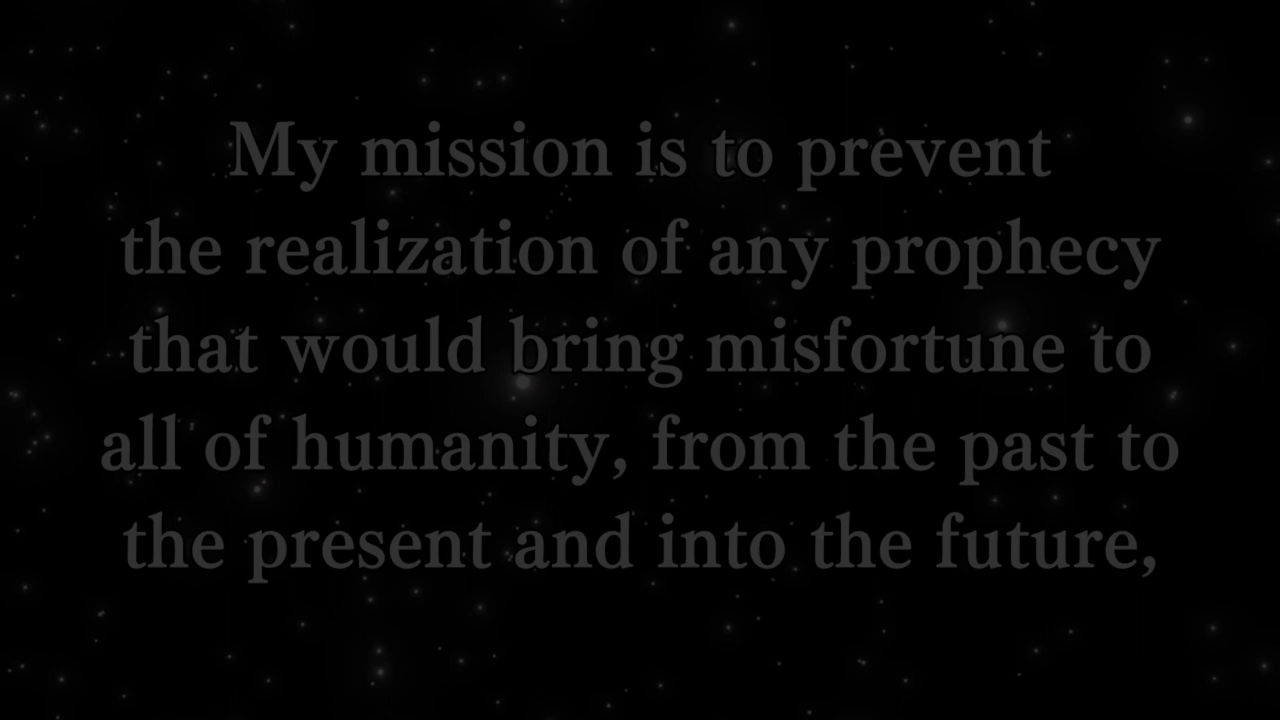 My mission is to prevent
the realization of any prophecy
that would bring misfortune to
all of humanity, from the past to
the present and into the future,